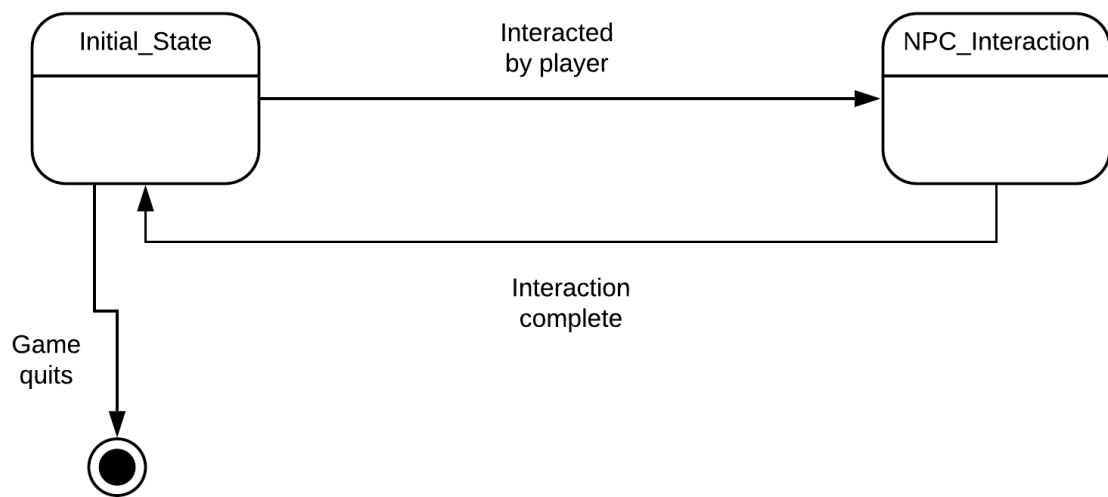 Initial_State
Interacted
by player
NPC_Interaction
Interaction
complete
Game
quits